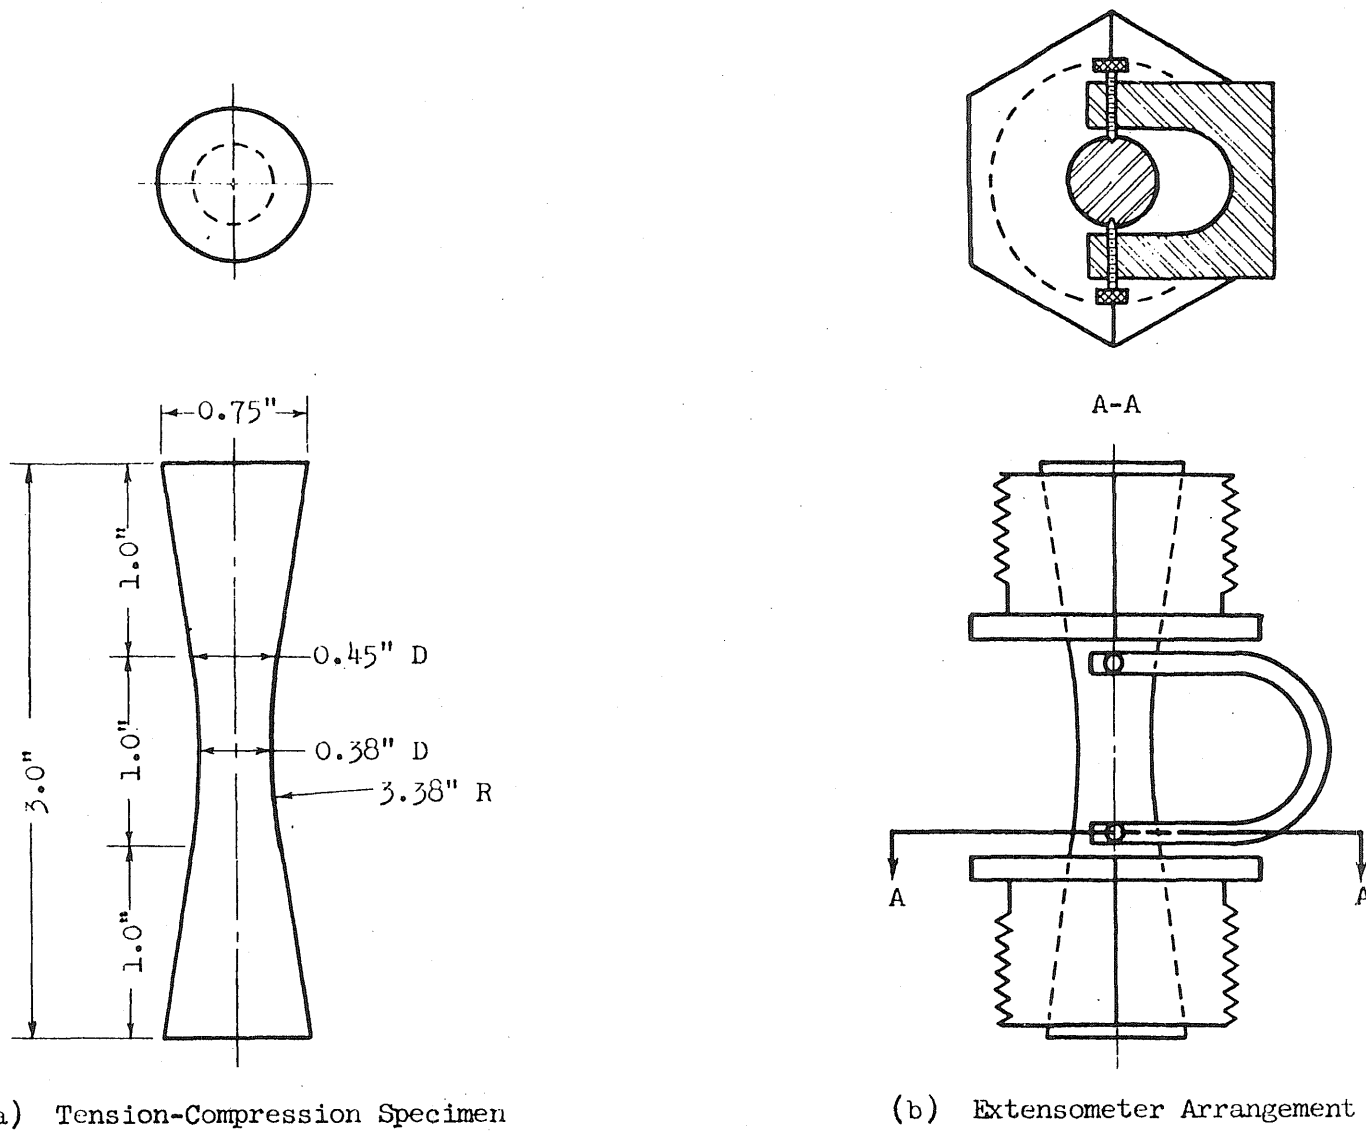 0.75"
1.0"
0.45" D
1.0"
0.38" D
3.0"
3.38" R
1.0"
a) Tension-Compression Specimen
A-A
A
A
(b) Extensometer Arrangement